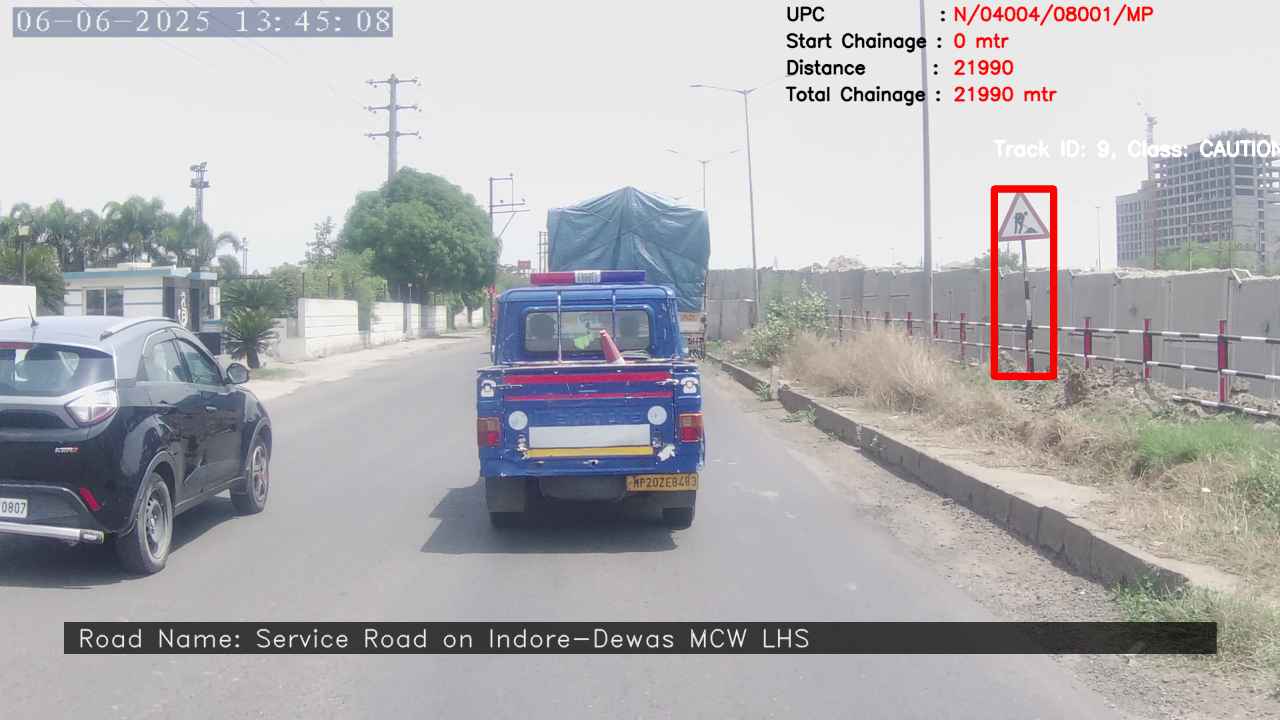 06-06-2025 13:45:08
UPC : N/04004/08001/MP
Start Chainage : 0 mtr
Distance : 21990
Total Chainage : 21990 mtr
Track ID: 9, Class: CAUTION
MP20ZE8483
0807
Road Name: Service Road on Indore-Dewas MCW LHS